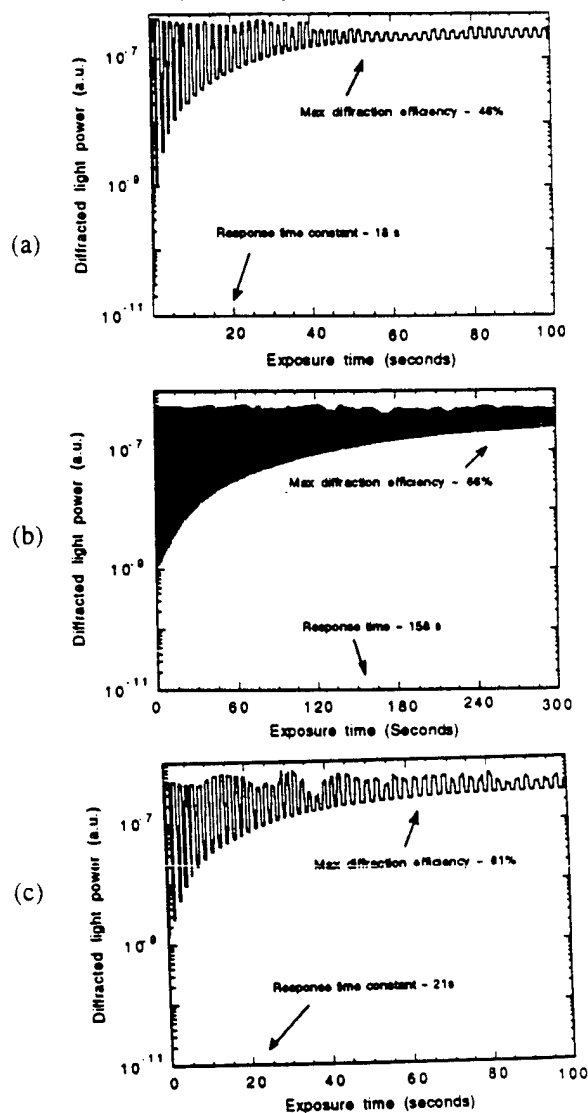 (a)
Diffracted light power (a.u.)
10-7
10-9
10-11
Max diffraction efficiency - 46%
Response time constant - 18 s
20 40 60 80 100
Exposure time (seconds)
(b)
Diffracted light power (a.u.)
10-7
10-9
10-11
Max diffraction efficiency - 66%
Response time - 158 s
0 60 120 180 240 300
Exposure time (Seconds)
(c)
Diffracted light power (a.u.)
10-7
10-9
10-11
Max diffraction efficiency - 61%
Response time constant - 21s
0 20 40 60 80 100
Exposure time (seconds)